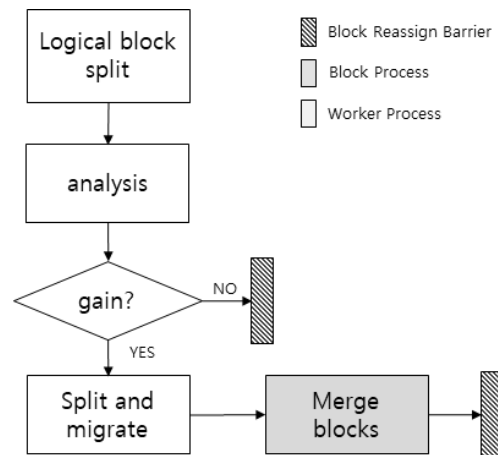 Logical block
split
Block Reassign Barrier
Block Process
Worker Process
analysis
gain?
NO
YES
Split and
migrate
Merge
blocks